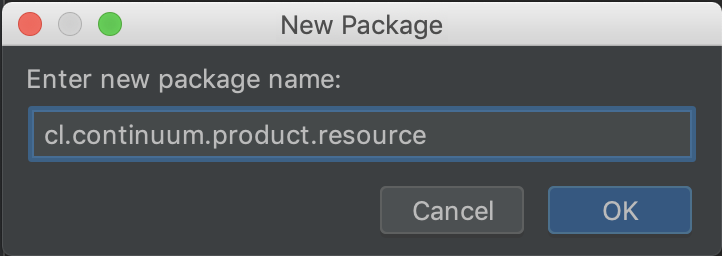 New Package
Enter new package name:
cl.continuum.product.resource
Cancel OK